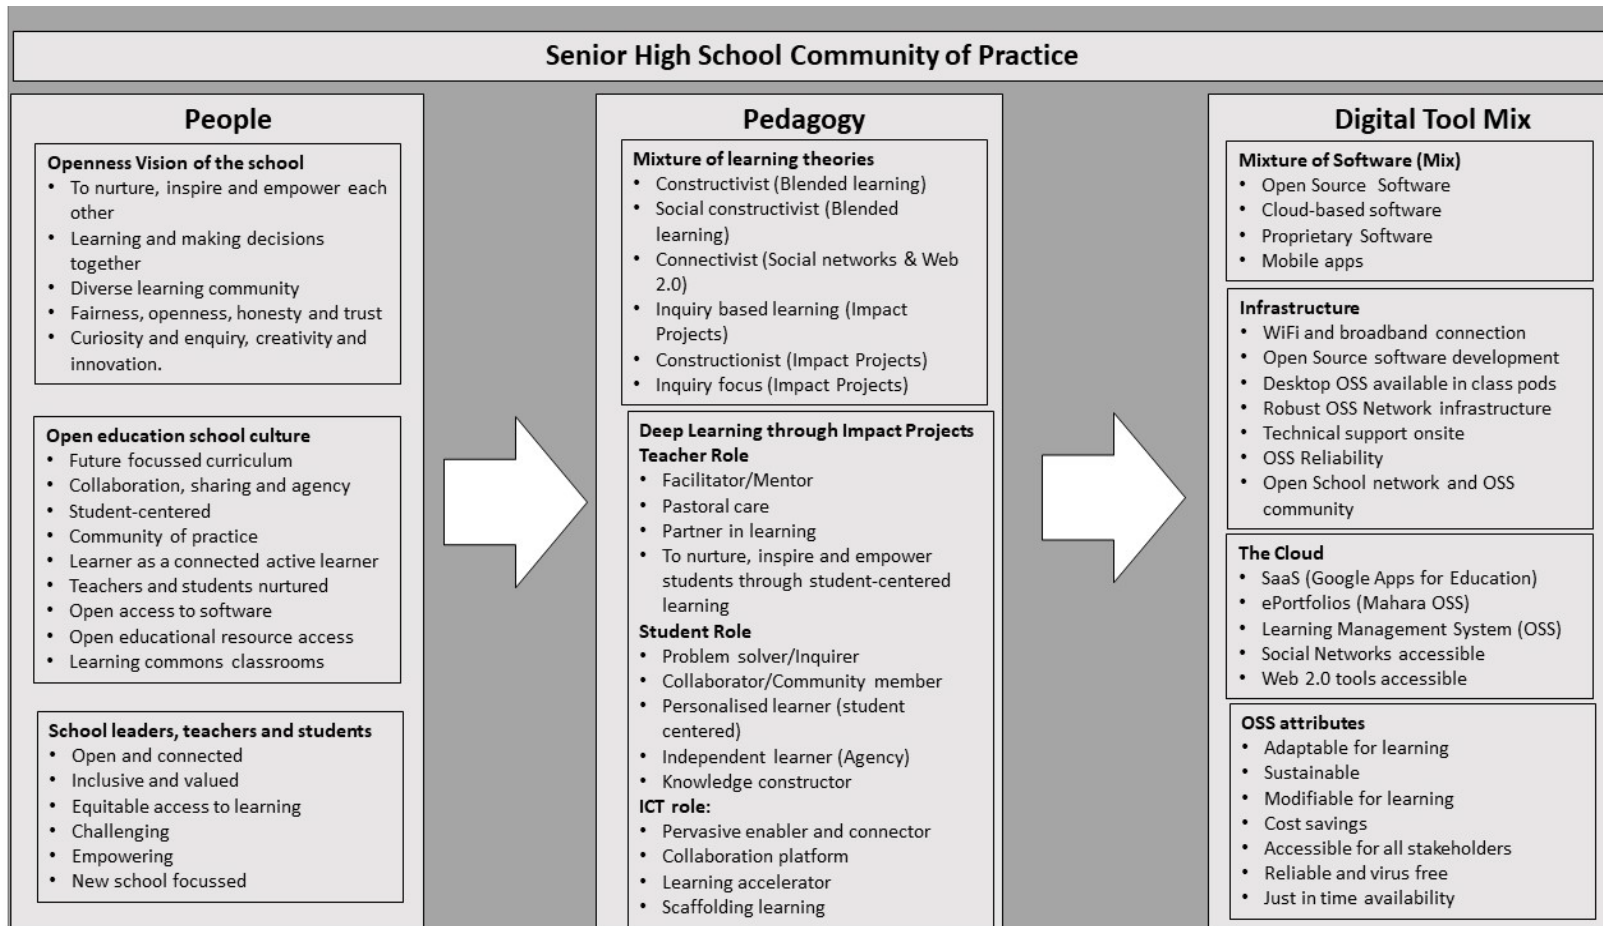 Senior High School Community of Practice
People
Openness Vision of the school
• To nurture, inspire and empower each
other
• Learning and making decisions
together
• Diverse learning community
• Fairness, openness, honesty and trust
• Curiosity and enquiry, creativity and
innovation.
Open education school culture
• Future focussed curriculum
• Collaboration, sharing and agency
• Student-centered
• Community of practice
• Learner as a connected active learner
• Teachers and students nurtured
• Open access to software
• Open educational resource access
• Learning commons classrooms
School leaders, teachers and students
• Open and connected
• Inclusive and valued
• Equitable access to learning
• Challenging
• Empowering
• New school focussed
Pedagogy
Mixture of learning theories
• Constructivist (Blended learning)
• Social constructivist (Blended
learning)
• Connectivist (Social networks & Web
2.0)
• Inquiry based learning (Impact
Projects)
• Constructionist (Impact Projects)
• Inquiry focus (Impact Projects)
Deep Learning through Impact Projects
Teacher Role
• Facilitator/Mentor
• Pastoral care
• Partner in learning
• To nurture, inspire and empower
students through student-centered
learning
Student Role
• Problem solver/Inquirer
• Collaborator/Community member
• Personalised learner (student
centered)
• Independent learner (Agency)
• Knowledge constructor
ICT role:
• Pervasive enabler and connector
• Collaboration platform
• Learning accelerator
• Scaffolding learning
Digital Tool Mix
Mixture of Software (Mix)
• Open Source Software
• Cloud-based software
• Proprietary Software
• Mobile apps
Infrastructure
• WiFi and broadband connection
• Open Source software development
• Desktop OSS available in class pods
• Robust OSS Network infrastructure
• Technical support onsite
• OSS Reliability
• Open School network and OSS
community
The Cloud
• SaaS (Google Apps for Education)
• ePortfolios (Mahara OSS)
• Learning Management System (OSS)
• Social Networks accessible
• Web 2.0 tools accessible
OSS attributes
• Adaptable for learning
• Sustainable
• Modifiable for learning
• Cost savings
• Accessible for all stakeholders
• Reliable and virus free
• Just in time availability